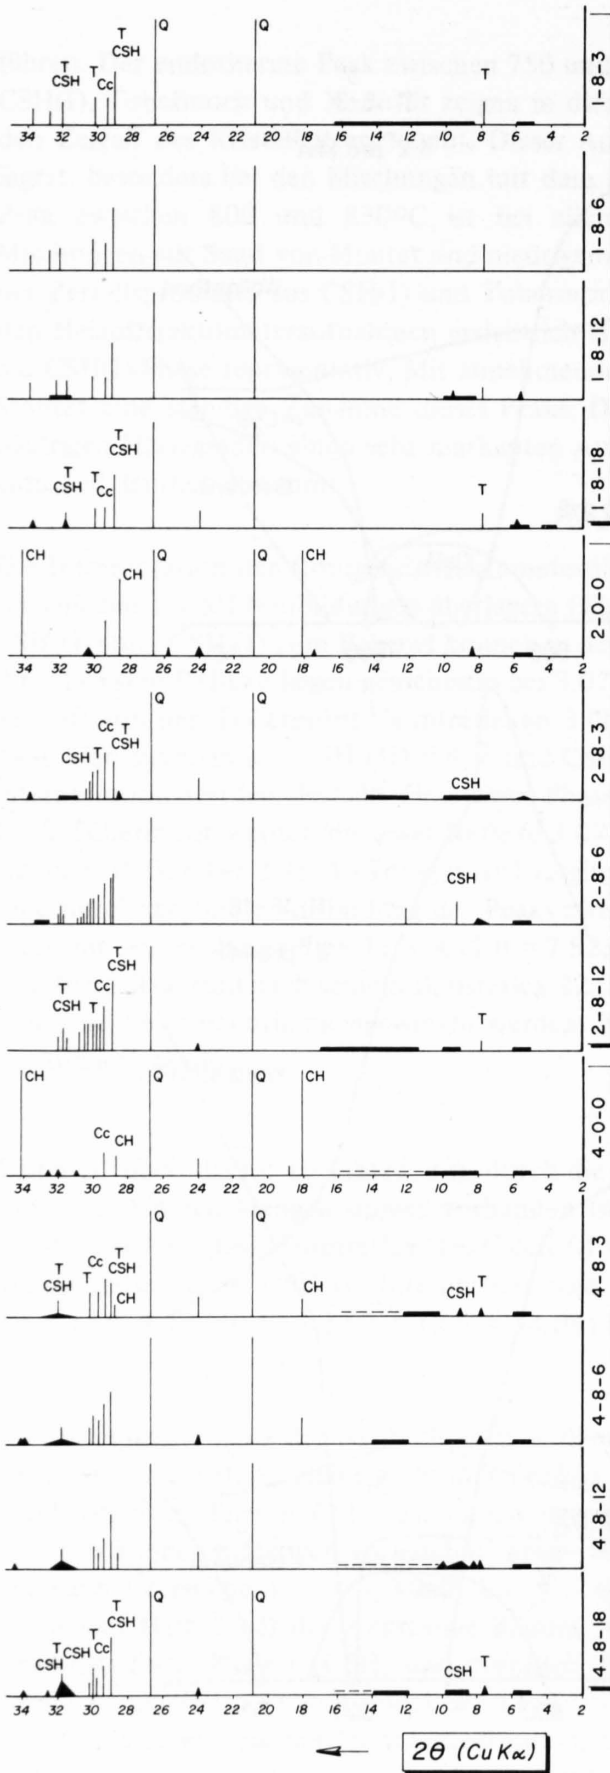 T Q Q
CSH T
T T
CSH Cc
34 32 30 28 26 24 22 20 18 16 14 12 10 8 6 4 2
1-8-3
1-8-6
1-8-12
T
CSH
T T
CSH Cc
T
1-8-18
CH CH Q Q CH
34 32 30 28 26 24 22 20 18 16 14 12 10 8 6 4 2
2-0-0
Q Q
Cc T
T CSH
CSH
CSH
2-8-3
CSH
2-8-6
T
CSH
T Cc
CSH T
T
2-8-12
CH Q Q CH
Cc CH
34 32 30 28 26 24 22 20 18 16 14 12 10 8 6 4 2
4-0-0
Cc T
T CSH
T
CSH
CH
CH
T
CSH
4-8-3
4-8-6
4-8-12
Q Q
T
CSH
T Cc
T CSH
CSH
T
CSH
34 32 30 28 26 24 22 20 18 16 14 12 10 8 6 4 2
4-8-18
2θ (CuKα)